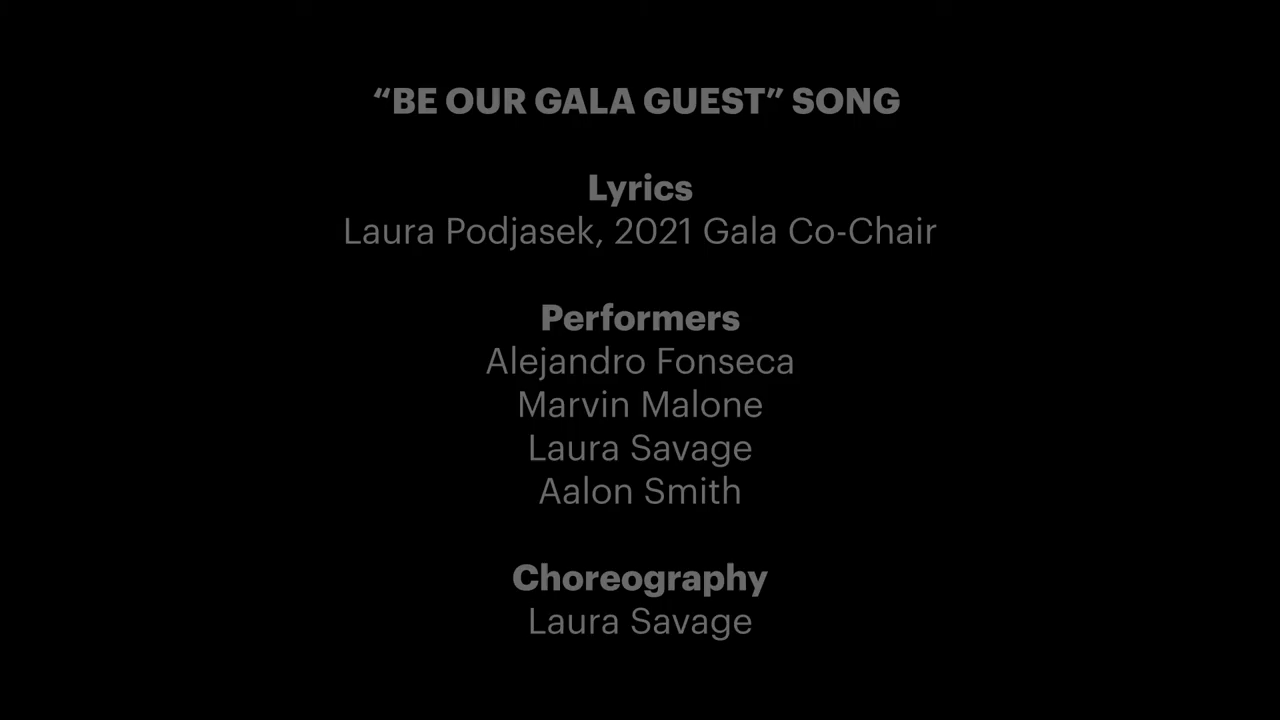 “BE OUR GALA GUEST” SONG
Lyrics
Laura Podjasek, 2021 Gala Co-Chair
Performers
Alejandro Fonseca
Marvin Malone
Laura Savage
Aalon Smith
Choreography
Laura Savage